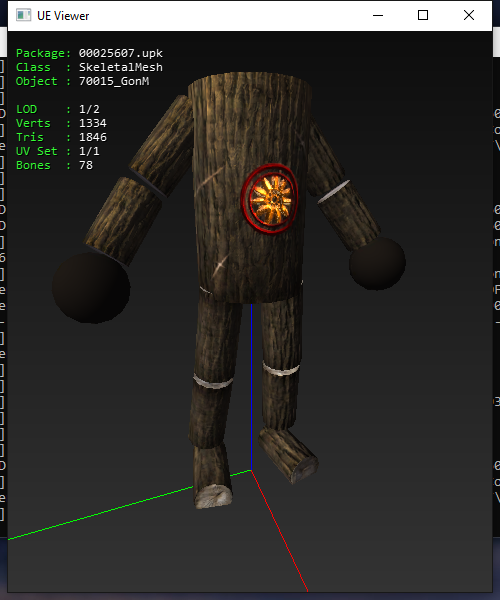 UE Viewer
Package: 00025607.upk
Class : SkeletalMesh
Object : 70015_GonM
LOD : 1/2
Verts : 1334
Tris : 1846
UV Set : 1/1
Bones : 78